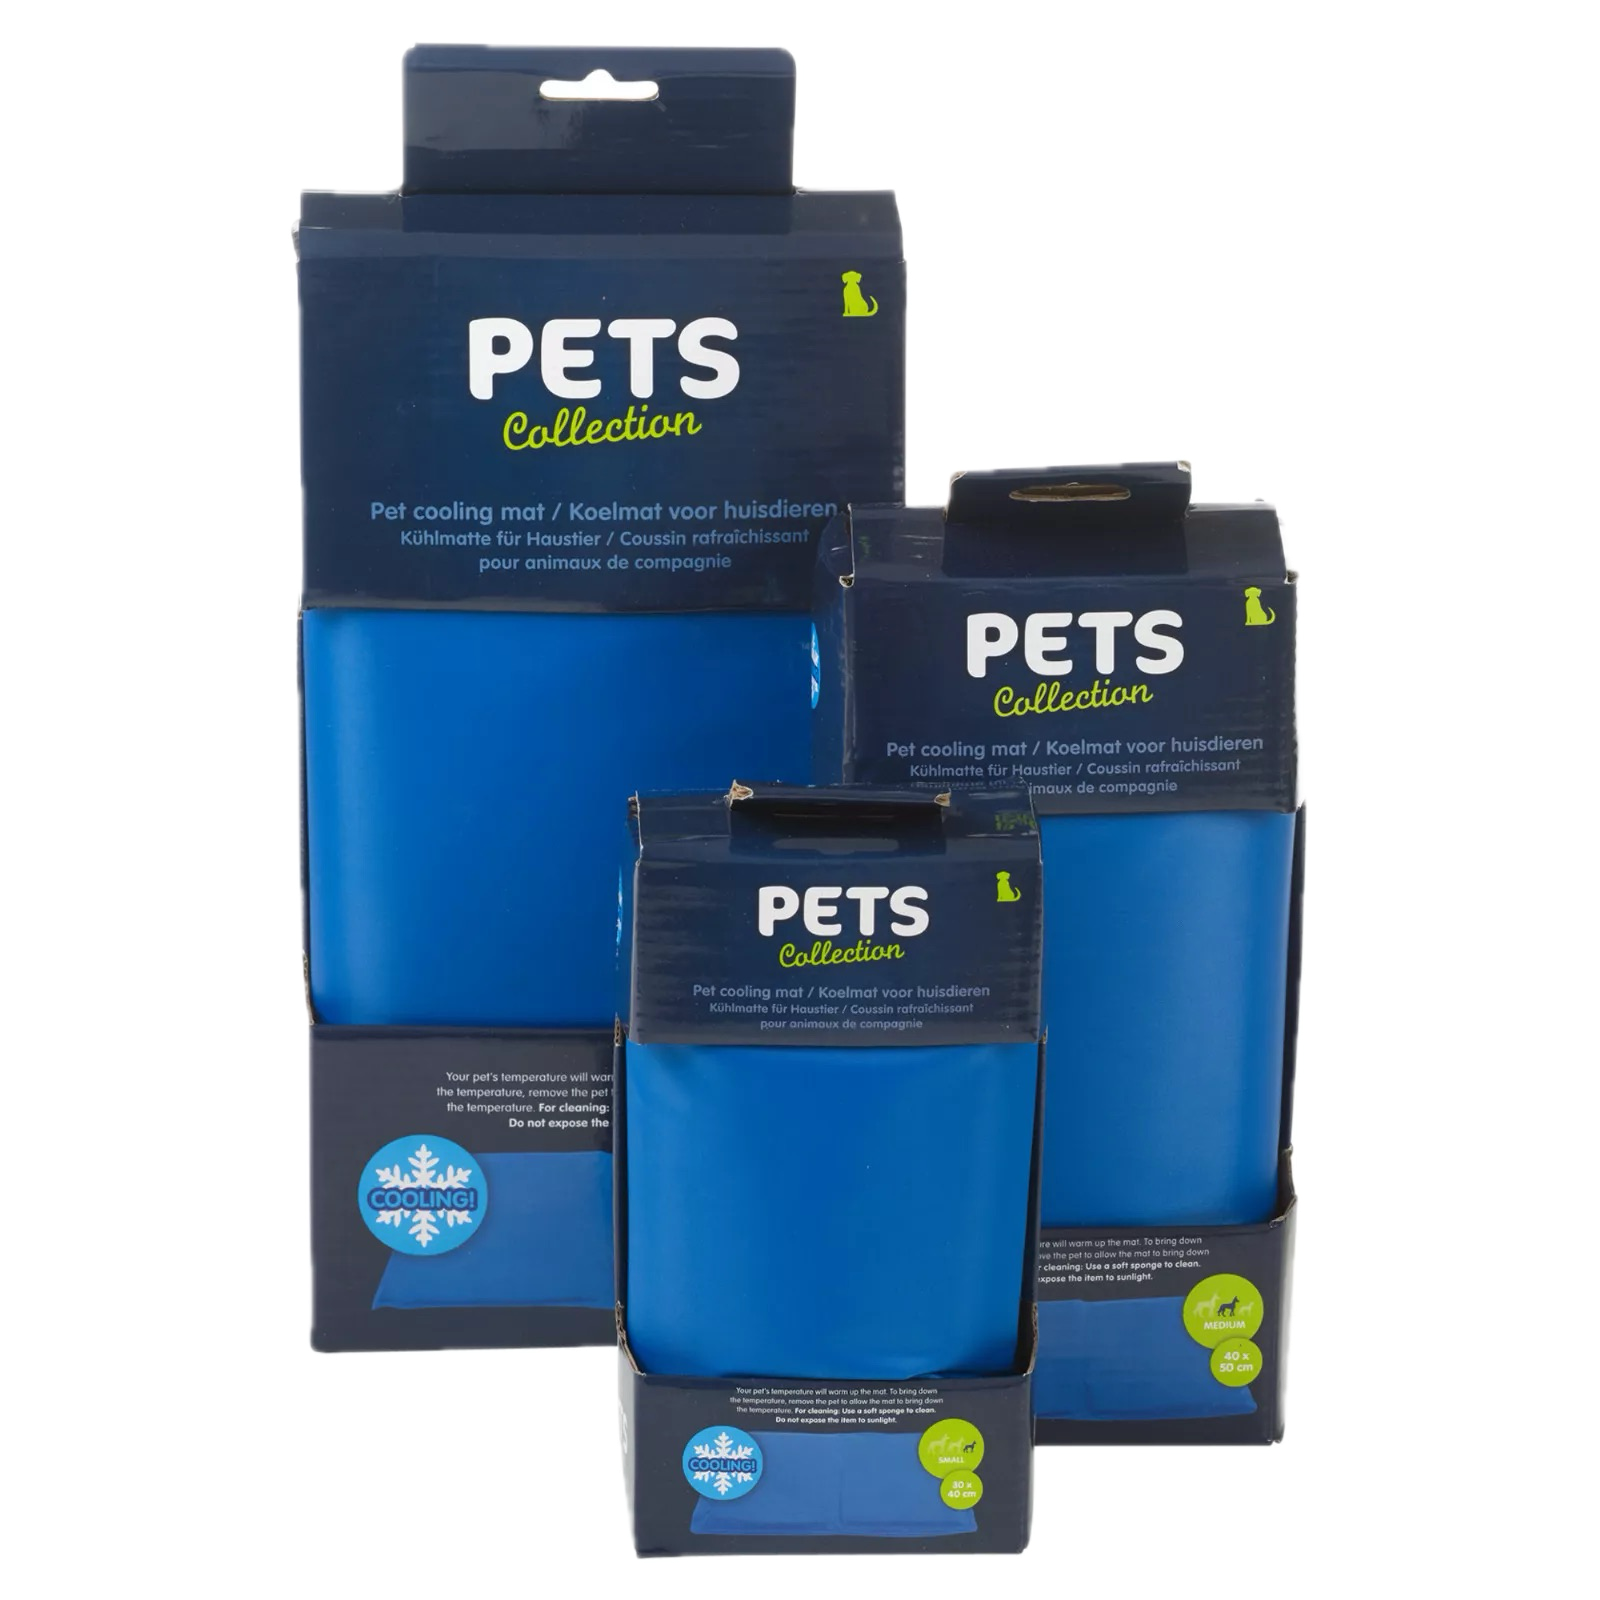 PETS
Collection
Pet cooling mat / Koelmat voor huisdieren
Kühlmatte für Haustier / Coussin rafraîchissant
pour animaux de compagnie
Your pet's temperature will
the temperature, remove the pet
the temperature. For cleaning:
Do not expose the
COOLING!
PETS
Collection
Pet cooling mat / Koelmat voor huisdieren
Kühlmatte für Haustier / Coussin rafraîchissant
de compagnie
will warm up the mat. To bring down
the pet to allow the mat to bring down
cleaning: Use a soft sponge to clean.
the item to sunlight.
MEDIUM
40 x
50 cm
PETS
Collection
Pet cooling mat / Koelmat voor huisdieren
Kühlmatte für Haustier / Coussin rafraîchissant
pour animaux de compagnie
Your pet's temperature will warm up the mat. To bring down
the temperature, remove the pet to allow the mat to bring down
the temperature. For cleaning: Use a soft sponge to clean.
Do not expose the item to sunlight.
COOLING!
SMALL
30 x
40 cm